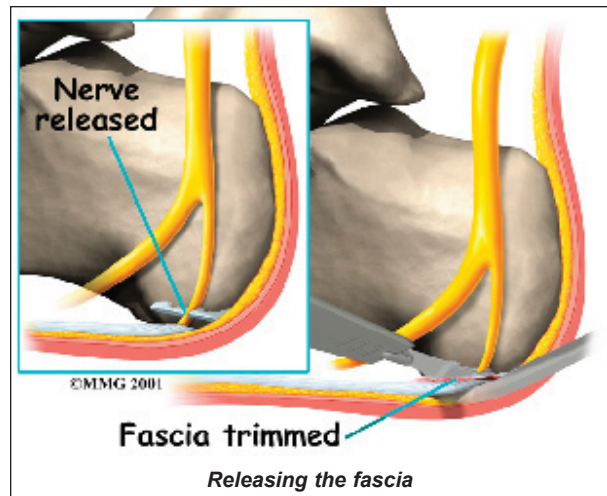 Nerve
released
©MMG 2001
Fascia trimmed
Releasing the fascia